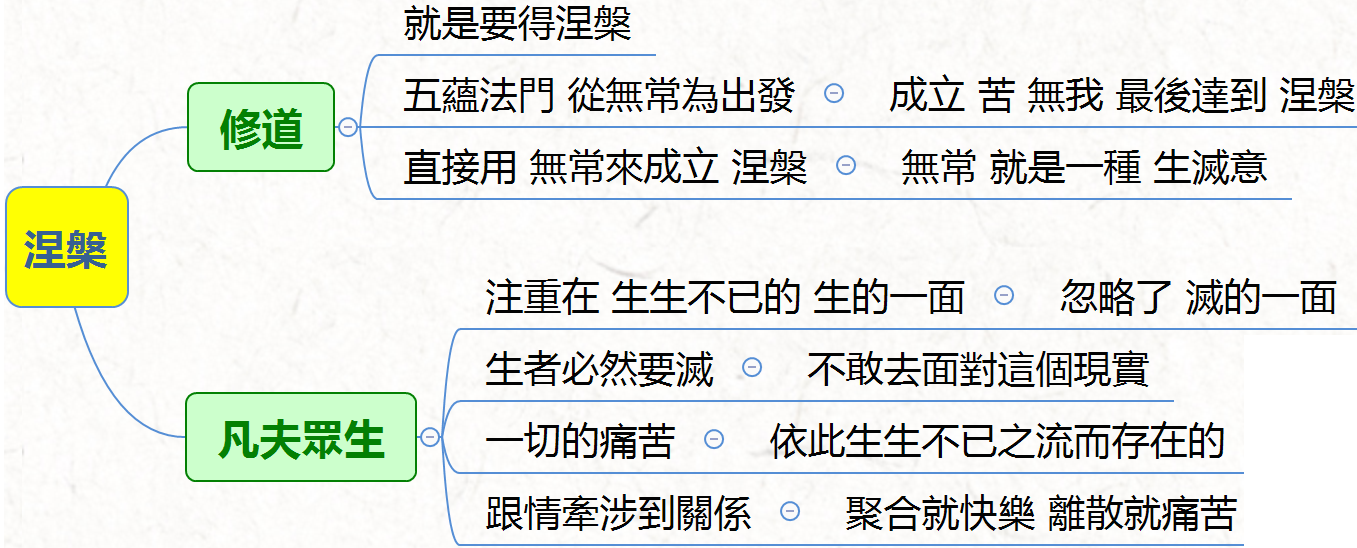 涅槃
修道
就是要得涅槃
五蘊法門 從無常為出發 成立 苦 無我 最後達到 涅槃
直接用 無常來成立 涅槃 無常 就是一種 生滅意
凡夫眾生
注重在 生生不已的 生的一面 忽略了 滅的一面
生者必然要滅 不敢去面對這個現實
一切的痛苦 依此生生不已之流而存在的
跟情牽涉到關係 聚合就快樂 離散就痛苦